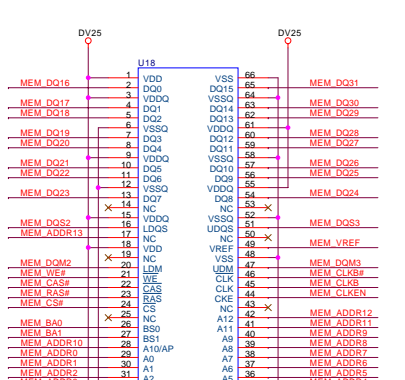 DV25 DV25
U18
1 VDD VSS 66
MEM_DQ16 2 DQ0 DQ15 65 MEM_DQ31
3 VDDQ VSSQ 64
MEM_DQ17 4 DQ1 DQ14 63 MEM_DQ30
MEM_DQ18 5 DQ2 DQ13 62 MEM_DQ29
6 VSSQ VDDQ 61
MEM_DQ19 7 DQ3 DQ12 60 MEM_DQ28
MEM_DQ20 8 DQ4 DQ11 59 MEM_DQ27
9 VDDQ VSSQ 58
MEM_DQ21 10 DQ5 DQ10 57 MEM_DQ26
MEM_DQ22 11 DQ6 DQ9 56 MEM_DQ25
12 VSSQ VDDQ 55
MEM_DQ23 13 DQ7 DQ8 54 MEM_DQ24
14 NC NC 53
15 VDDQ VSSQ 52
MEM_DQS2 16 LDQS UDQS 51 MEM_DQS3
MEM_ADDR13 17 NC NC 50
18 VDD VREF 49 MEM_VREF
19 NC VSS 48
MEM_DQM2 20 LDM UDM 47 MEM_DQM3
MEM_WE# 21 WE CLK 46 MEM_CLKB#
MEM_CAS# 22 CAS CLK 45 MEM_CLKB
MEM_RAS# 23 RAS CKE 44 MEM_CLKEN
MEM_CS# 24 CS NC 43
25 NC A12 42 MEM_ADDR12
MEM_BA0 26 BS0 A11 41 MEM_ADDR11
MEM_BA1 27 BS1 A9 40 MEM_ADDR9
MEM_ADDR10 28 A10/AP A8 39 MEM_ADDR8
MEM_ADDR0 29 A0 A7 38 MEM_ADDR7
MEM_ADDR1 30 A1 A6 37 MEM_ADDR6
MEM_ADDR2 31 A2 A5 36 MEM_ADDR5